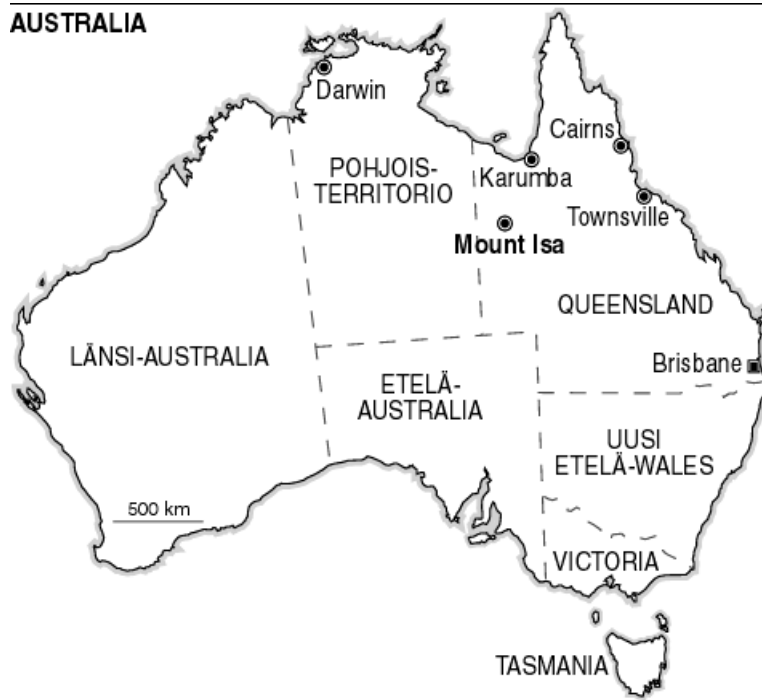 AUSTRALIA
Darwin
Cairns
POHJOIS-
TERRITORIO
Karumba
Townsville
Mount Isa
QUEENSLAND
LÄNSI-AUSTRALIA
Brisbane
ETELÄ-
AUSTRALIA
UUSI
ETELÄ-WALES
500 km
VICTORIA
TASMANIA